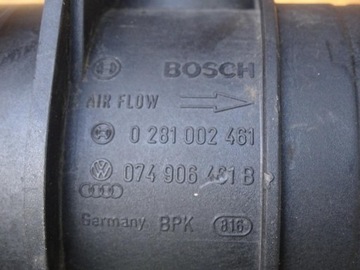 BOSCH
AIR FLOW
0 281 002 461
074 906 461 B
Germany BPK 816